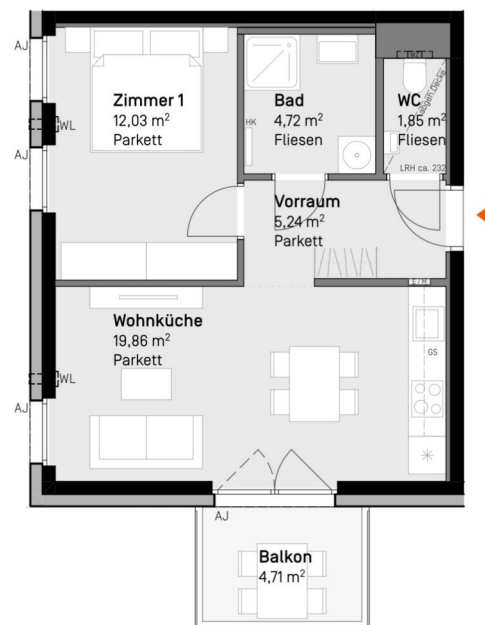 AJ
Zimmer 1
12,03 m²
Parkett
WL
AJ
Bad
4,72 m²
Fliesen
HK
WC
1,85 m²
Fliesen
abgeh.Decke
LRH ca. 232
Vorraum
5,24 m²
Parkett
E/M
Wohnküche
19,86 m²
Parkett
GS
WL
AJ
AJ
Balkon
4,71 m²